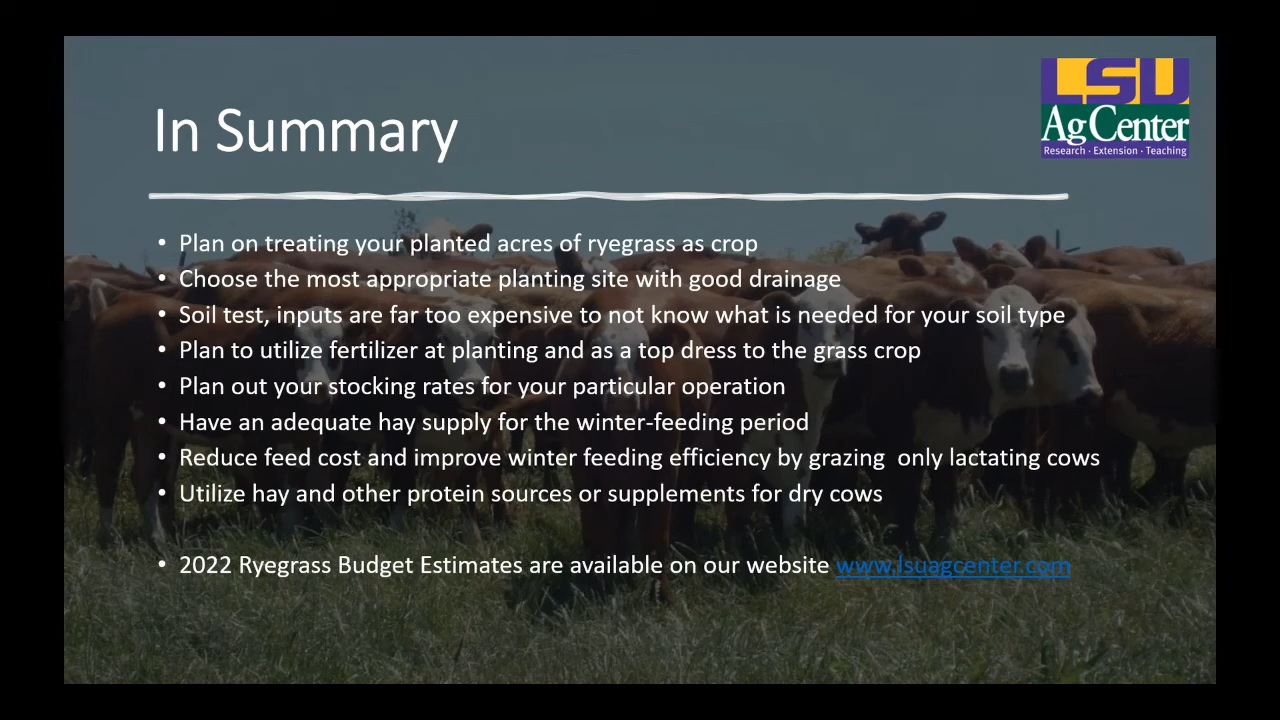 LSU
AgCenter
Research · Extension · Teaching
In Summary
• Plan on treating your planted acres of ryegrass as crop
• Choose the most appropriate planting site with good drainage
• Soil test, inputs are far too expensive to not know what is needed for your soil type
• Plan to utilize fertilizer at planting and as a top dress to the grass crop
• Plan out your stocking rates for your particular operation
• Have an adequate hay supply for the winter-feeding period
• Reduce feed cost and improve winter feeding efficiency by grazing  only lactating cows
• Utilize hay and other protein sources or supplements for dry cows
• 2022 Ryegrass Budget Estimates are available on our website www.lsuagcenter.com